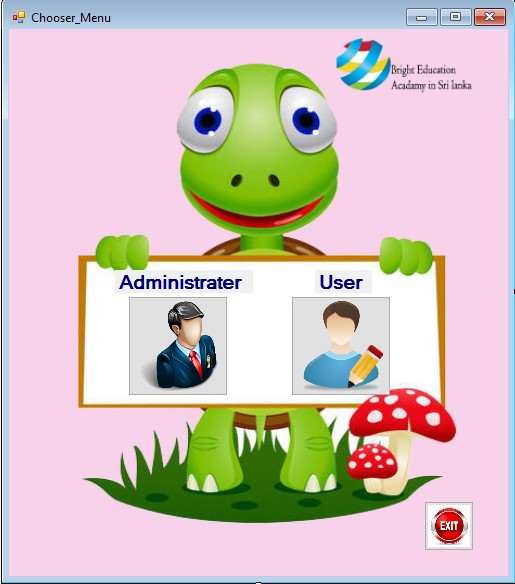 Chooser_Menu
Bright Education
Acadamy in Sri lanka
Administrater
User
EXIT